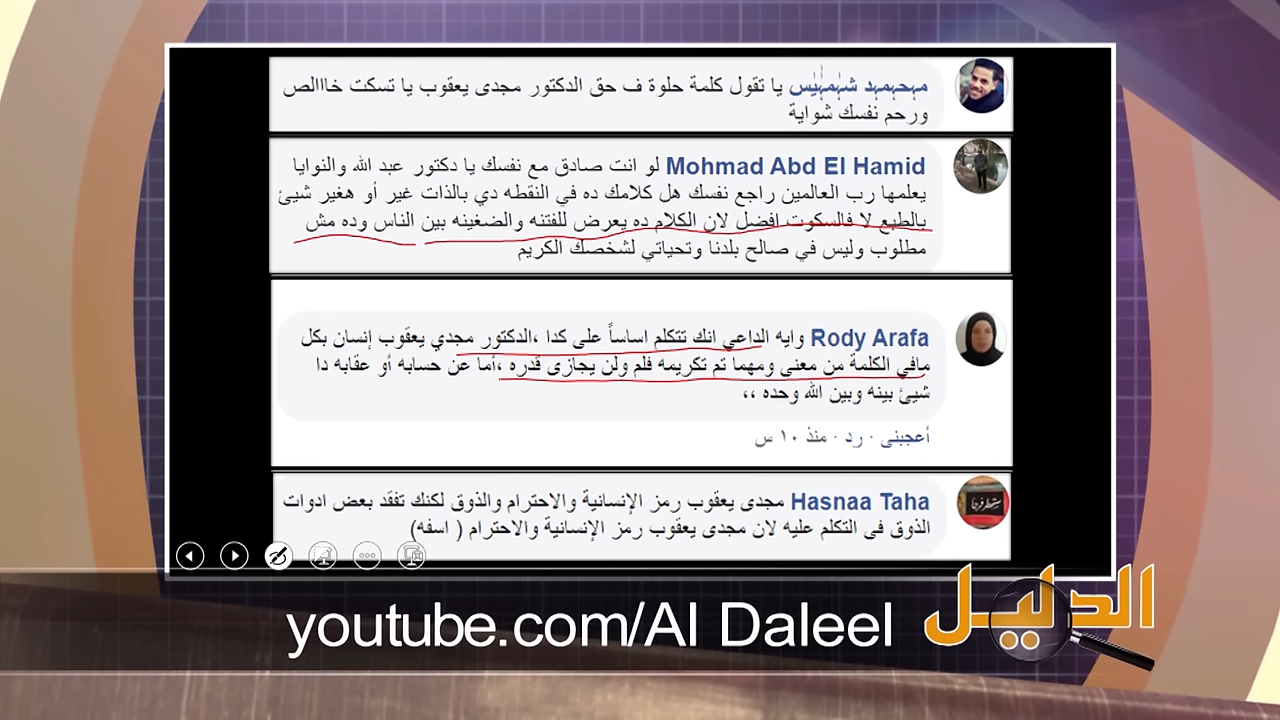 مہحہمہد شہٰمہٰيٰس يا تقول كلمة حلوة ف حق الدكتور مجدى يعقوب يا تسكت خااالص
ورحم نفسك شواية
Mohmad Abd El Hamid لو انت صادق مع نفسك يا دكتور عبد الله والنوايا
يعلمها رب العالمين راجع نفسك هل كلامك ده في النقطه دي بالذات غير أو هغير شيئ
بالطبع لا فالسكوت افضل لان الكلام ده يعرض للفتنه والضغينه بين الناس وده مش
مطلوب وليس في صالح بلدنا وتحياتي لشخصك الكريم
Rody Arafa وايه الداعي انك تتكلم اساساً على كدا ،الدكتور مجدي يعقوب إنسان بكل
مافي الكلمة من معنى ومهما تم تكريمه فلم ولن يجازى قدره ،أما عن حسابه أو عقابه دا
شيئ بينه وبين الله وحده ،،
أعجبنى · رد · منذ ١٠ س
Hasnaa Taha مجدى يعقوب رمز الإنسانية والاحترام والذوق لكنك تفقد بعض ادوات
الذوق فى التكلم عليه لان مجدى يعقوب رمز الإنسانية والاحترام ( اسفه)
youtube.com/Al Daleel
الدليل